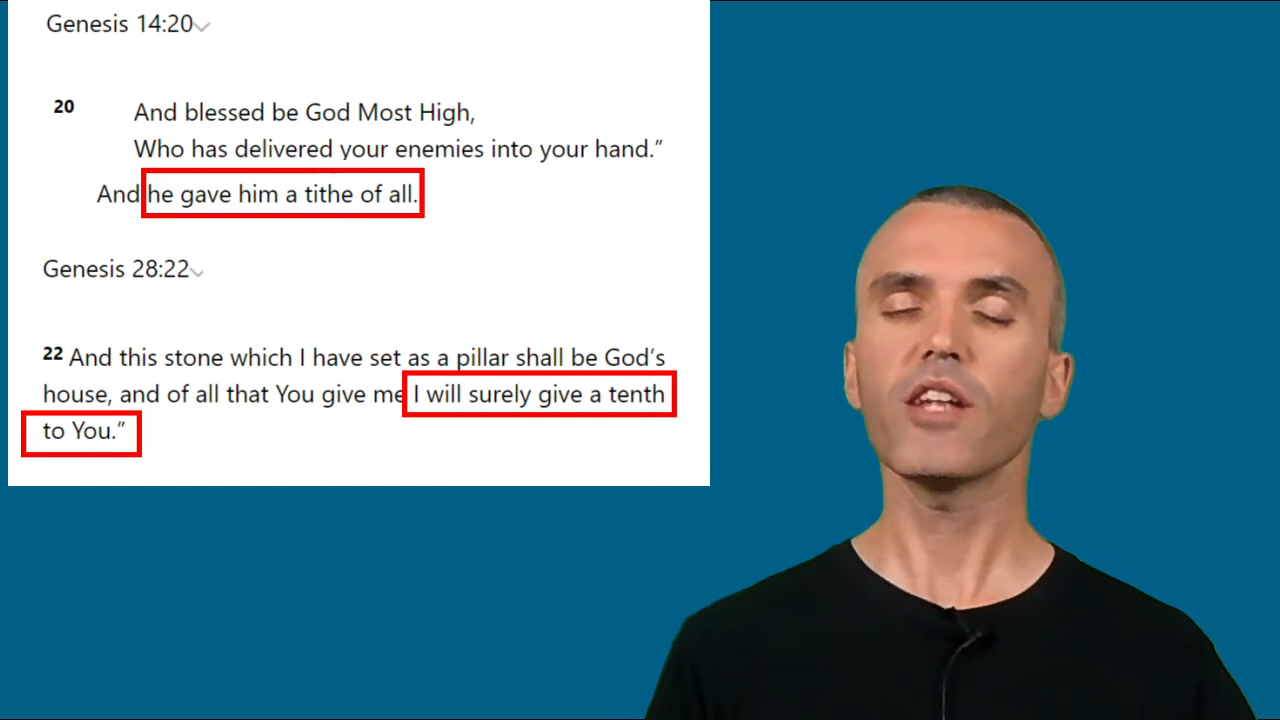 Genesis 14:20
20 And blessed be God Most High,
Who has delivered your enemies into your hand.”
And he gave him a tithe of all.
Genesis 28:22
22 And this stone which I have set as a pillar shall be God’s
house, and of all that You give me I will surely give a tenth
to You.”